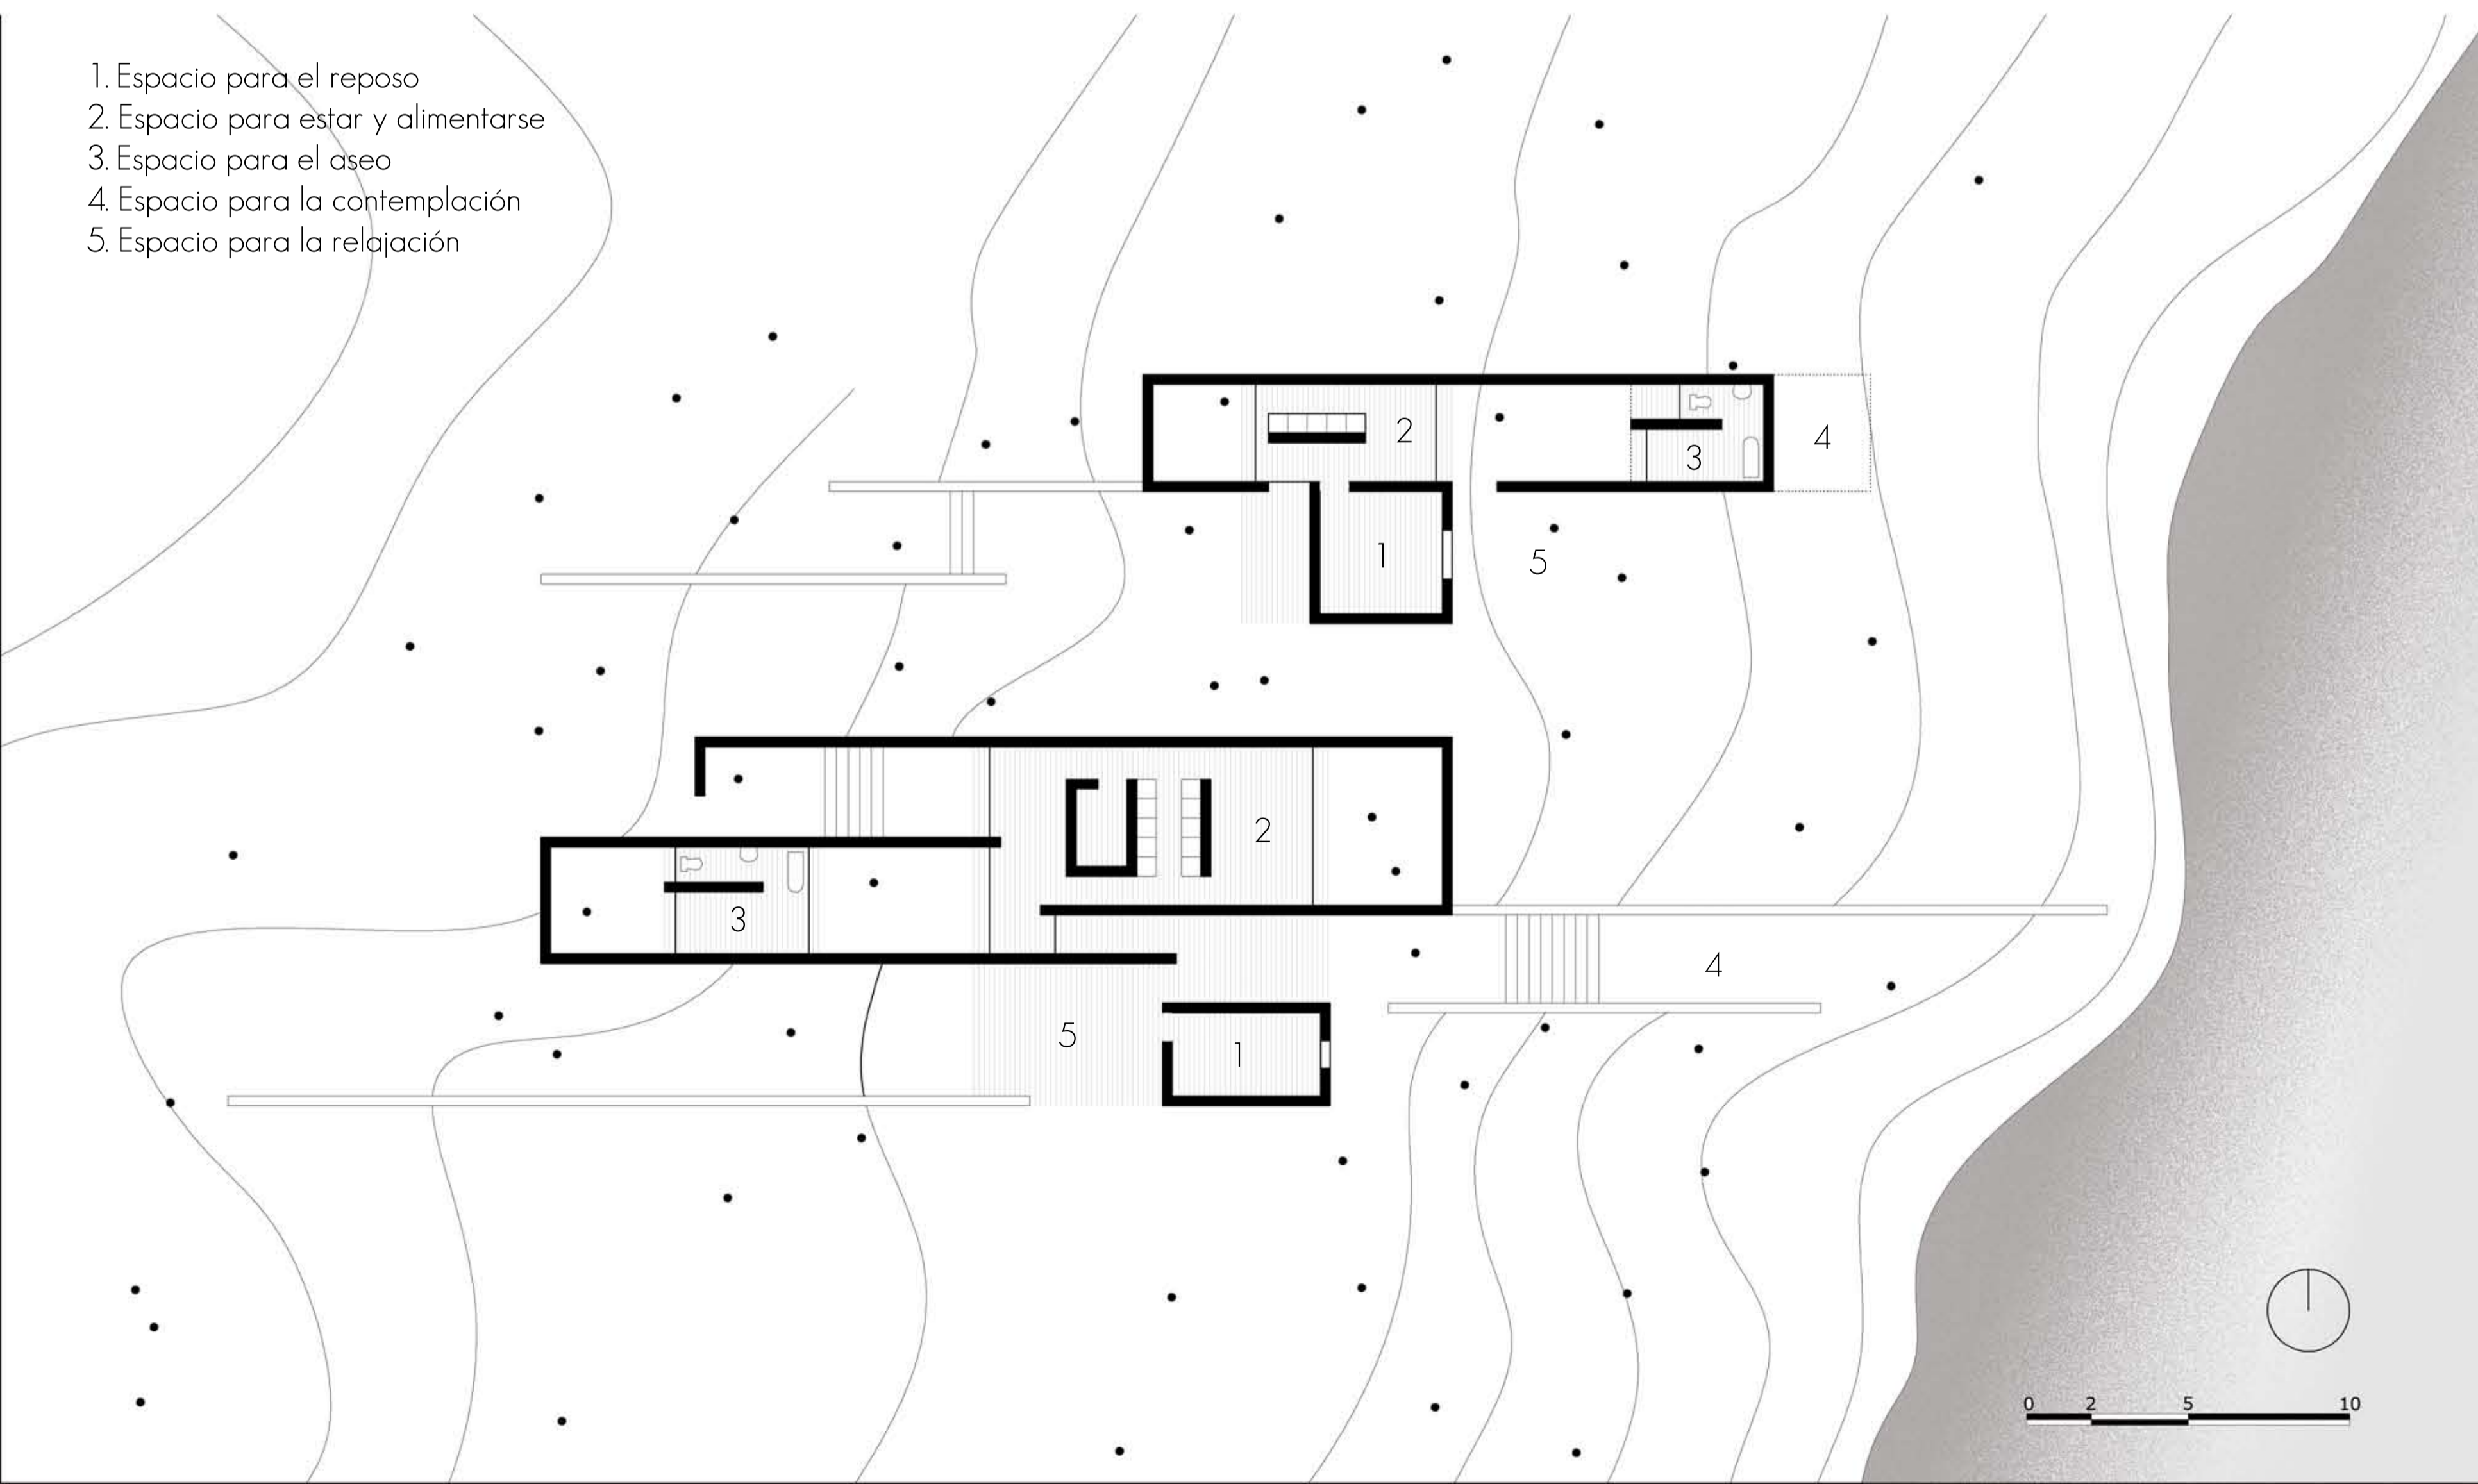 1. Espacio para el reposo
2. Espacio para estar y alimentarse
3. Espacio para el aseo
4. Espacio para la contemplación
5. Espacio para la relajación
2
3
4
1
5
2
3
4
5
1
0 2 5 10